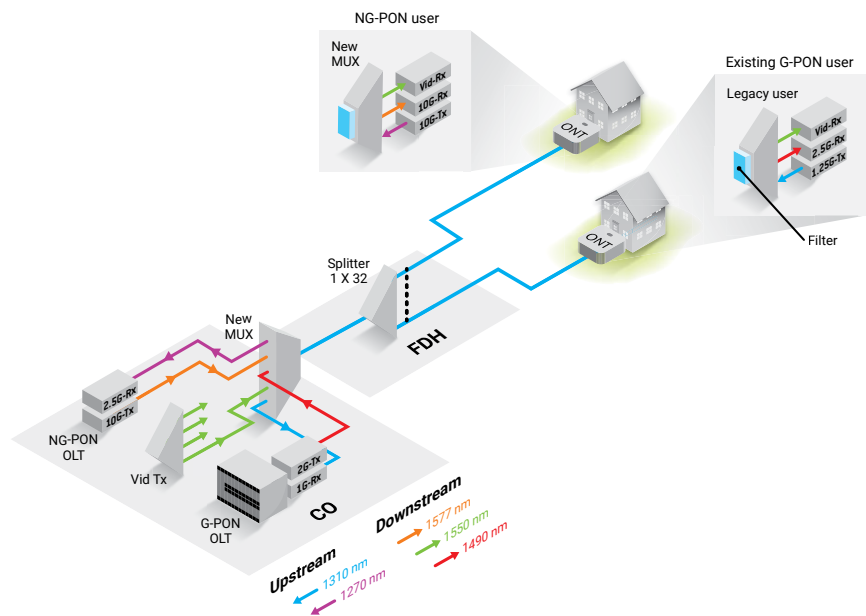 NG-PON user
New
MUX
Vid-Rx
10G-Rx
10G-Tx
ONT
Existing G-PON user
Legacy user
Vid-Rx
2.5G-Rx
1.25G-Tx
Filter
ONT
Splitter
1 X 32
FDH
New
MUX
2.5G-Rx
10G-Tx
NG-PON
OLT
Vid Tx
2G-Tx
1G-Rx
G-PON
OLT
CO
Downstream
1577 nm
1550 nm
1490 nm
Upstream
1310 nm
1270 nm